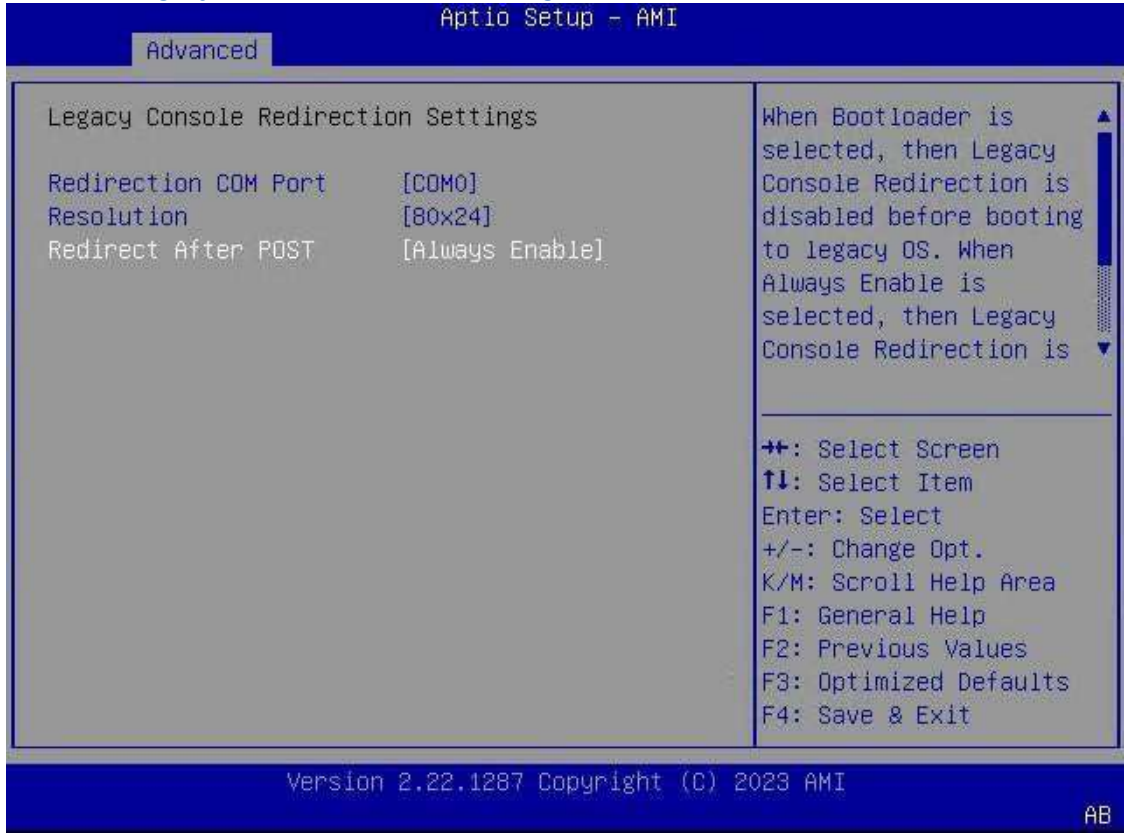 Aptio Setup – AMI
Advanced
Legacy Console Redirection Settings
Redirection COM Port [COM0]
Resolution [80x24]
Redirect After POST [Always Enable]
When Bootloader is
selected, then Legacy
Console Redirection is
disabled before booting
to legacy OS. When
Always Enable is
selected, then Legacy
Console Redirection is
→←: Select Screen
↑↓: Select Item
Enter: Select
+/-: Change Opt.
K/M: Scroll Help Area
F1: General Help
F2: Previous Values
F3: Optimized Defaults
F4: Save & Exit
Version 2.22.1287 Copyright (C) 2023 AMI
AB